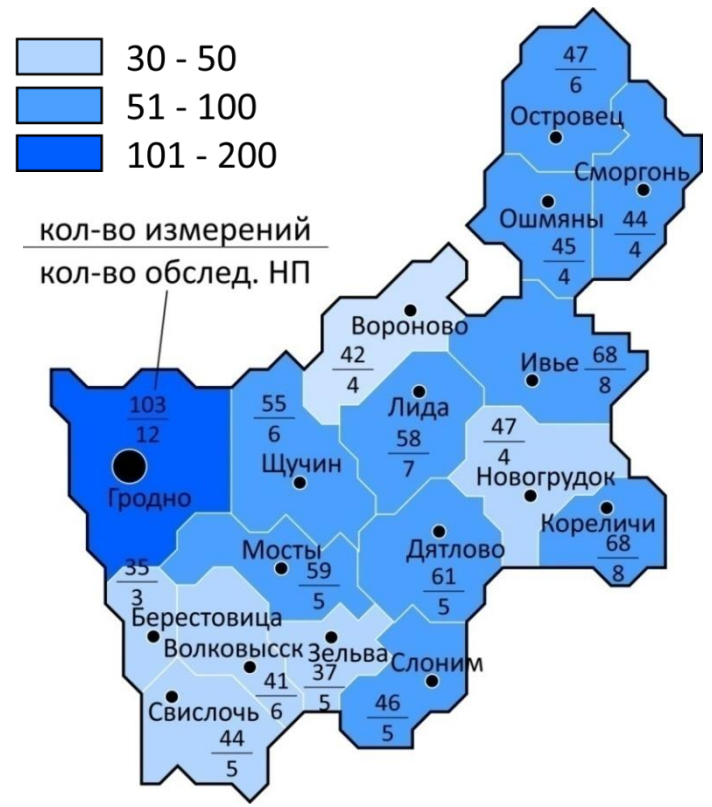 30 - 50
51 - 100
101 - 200
кол-во измерений
кол-во обслед. НП
47
6
Островец
Сморгонь
44
4
Ошмяны
45
4
Вороново
42
4
Ивье
68
8
103
12
Гродно
55
6
Щучин
Лида
58
7
47
4
Новогрудок
Кореличи
68
8
Мосты
59
5
Дятлово
61
5
35
3
Берестовица
Волковысск
41
6
Зельва
37
5
Слоним
46
5
Свислочь
44
5